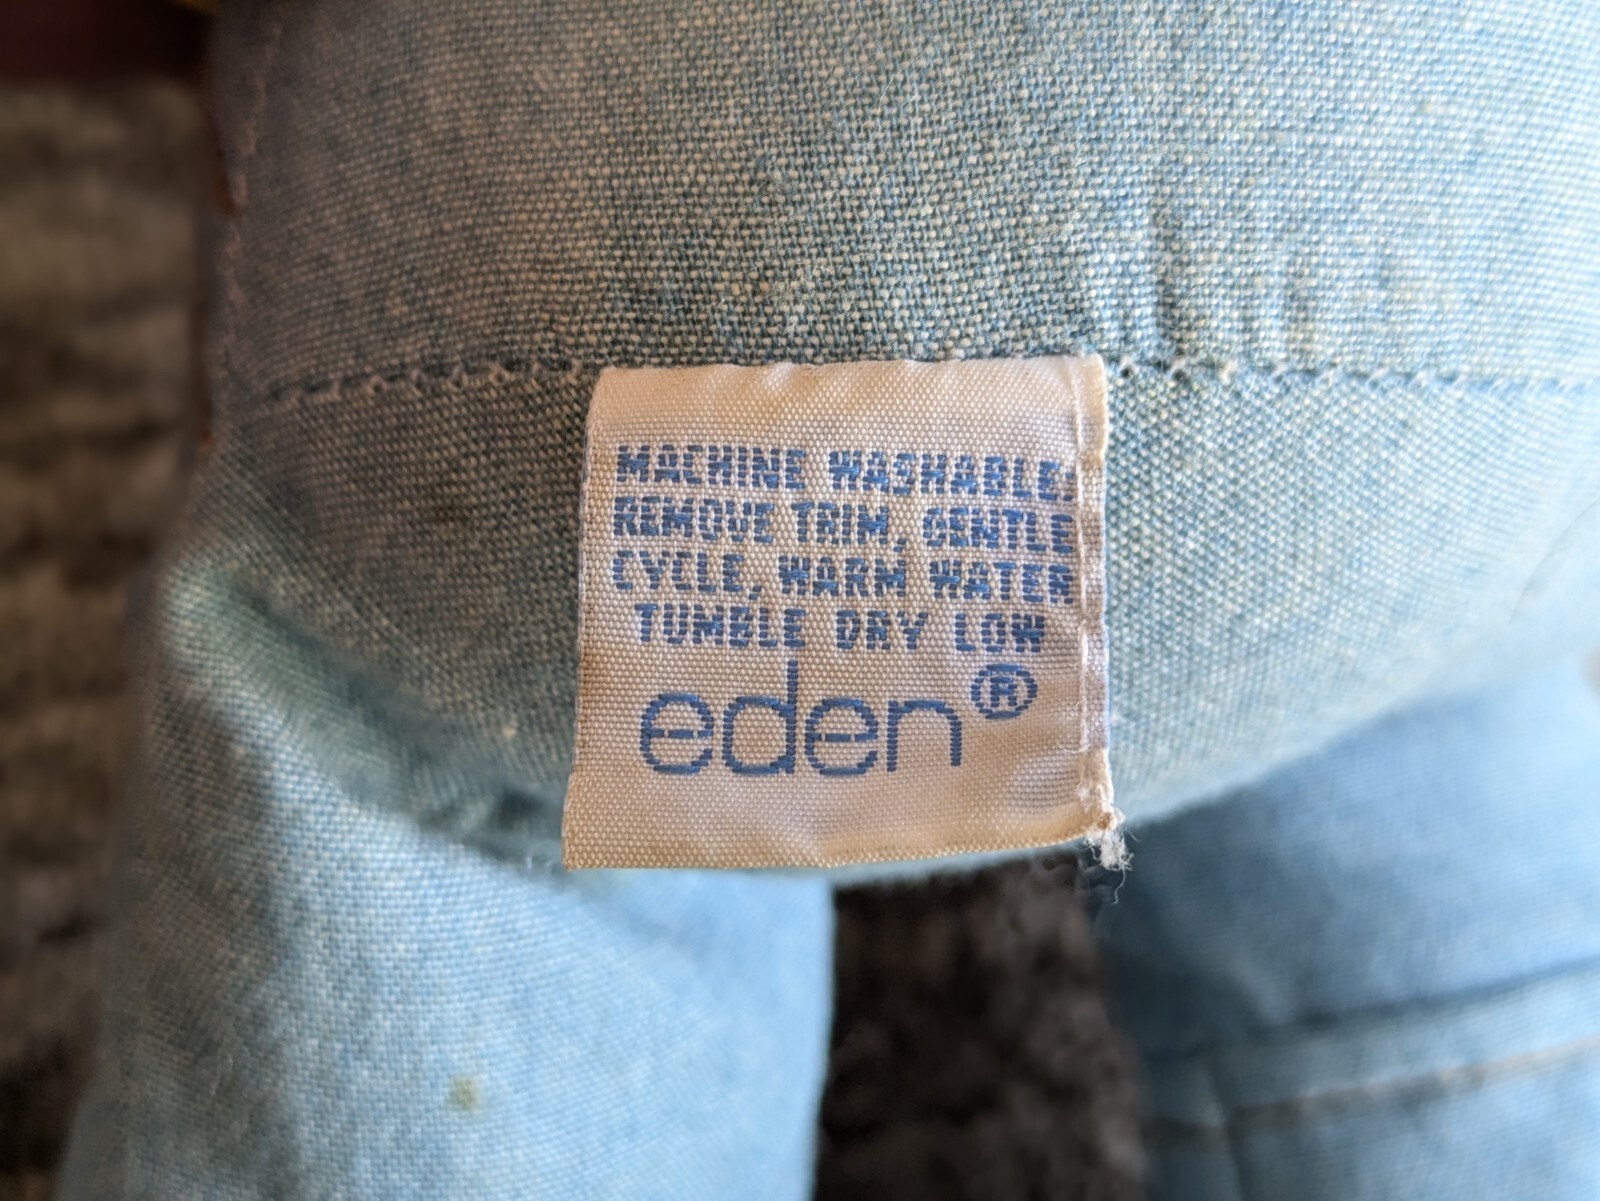 MACHINE WASHABLE.
REMOVE TRIM, GENTLE
CYCLE, WARM WATER
TUMBLE DRY LOW
eden®